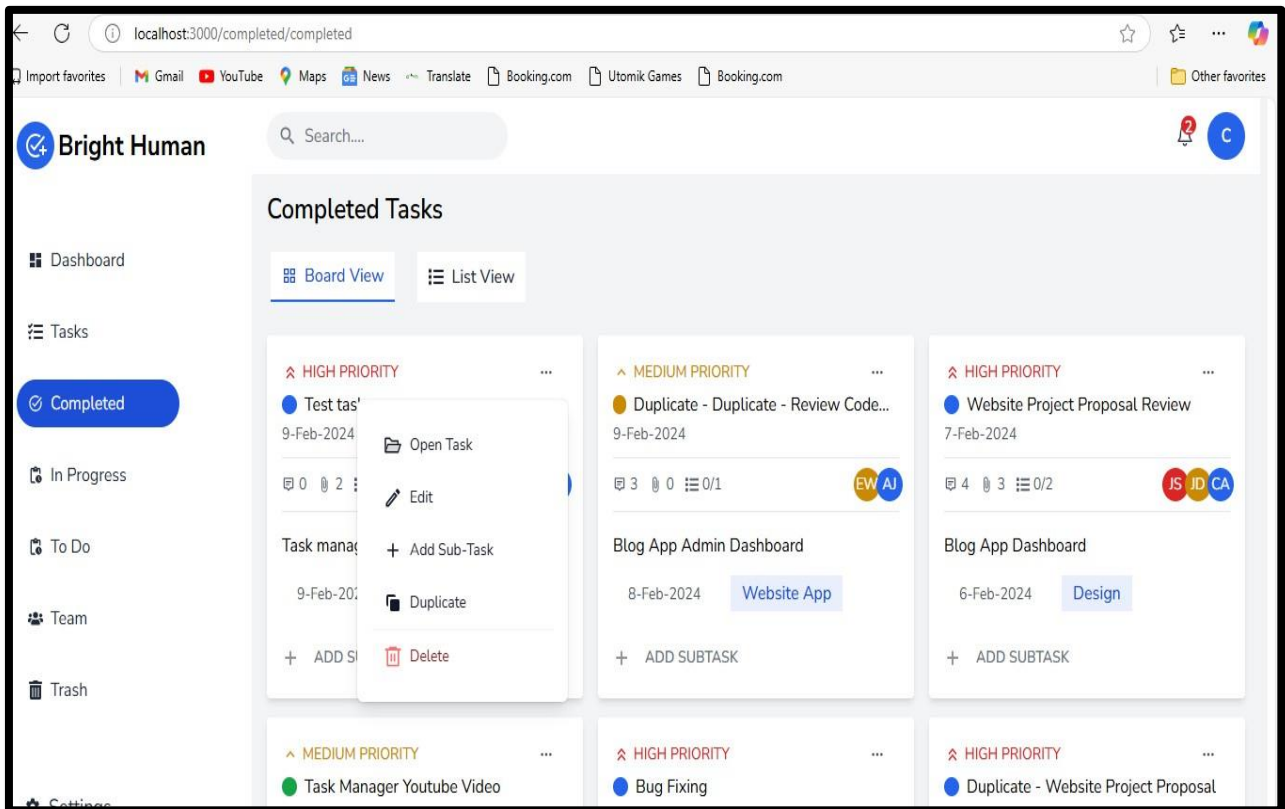 localhost:3000/completed/completed
Import favorites Gmail YouTube Maps News Translate Booking.com Utomik Games Booking.com Other favorites
Bright Human
Search....
2
C
Dashboard
Tasks
Completed
In Progress
To Do
Team
Trash
Settings
Completed Tasks
Board View List View
HIGH PRIORITY ...
Test task
9-Feb-2024
0 2
Task manag
9-Feb-202
+ ADD SU
Open Task
Edit
+ Add Sub-Task
Duplicate
Delete
MEDIUM PRIORITY ...
Duplicate - Duplicate - Review Code...
9-Feb-2024
3 0 0/1 EW AJ
Blog App Admin Dashboard
8-Feb-2024 Website App
+ ADD SUBTASK
HIGH PRIORITY ...
Website Project Proposal Review
7-Feb-2024
4 3 0/2 JS JD CA
Blog App Dashboard
6-Feb-2024 Design
+ ADD SUBTASK
MEDIUM PRIORITY ...
Task Manager Youtube Video
HIGH PRIORITY ...
Bug Fixing
HIGH PRIORITY ...
Duplicate - Website Project Proposal